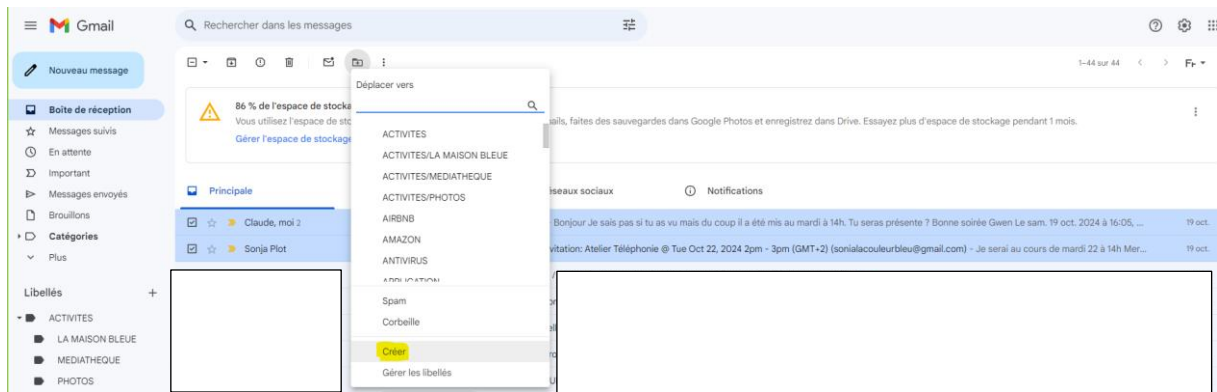 Gmail
Rechercher dans les messages
Nouveau message
1–44 sur 44
Déplacer vers
Boîte de réception
Messages suivis
En attente
Important
Messages envoyés
Brouillons
Catégories
Plus
Libellés
+
ACTIVITES
LA MAISON BLEUE
MEDIATHEQUE
PHOTOS
86 % de l'espace de stocka
Vous utilisez l'espace de sto
ails, faites des sauvegardes dans Google Photos et enregistrez dans Drive. Essayez plus d'espace de stockage pendant 1 mois.
Gérer l'espace de stockage
ACTIVITES
ACTIVITES/LA MAISON BLEUE
ACTIVITES/MEDIATHEQUE
ACTIVITES/PHOTOS
AIRBNB
AMAZON
ANTIVIRUS
APPLICATION
Spam
Corbeille
Créer
Gérer les libellés
Principale
éseaux sociaux
Notifications
Claude, moi 2
Bonjour Je sais pas si tu as vu mais du coup il a été mis au mardi à 14h. Tu seras présente ? Bonne soirée Gwen Le sam. 19 oct. 2024 à 16:05, ...
19 oct.
Sonja Plot
vitation: Atelier Téléphonie @ Tue Oct 22, 2024 2pm - 3pm (GMT+2) (sonialacouleurbleu@gmail.com) - Je serai au cours de mardi 22 à 14h Mer...
19 oct.